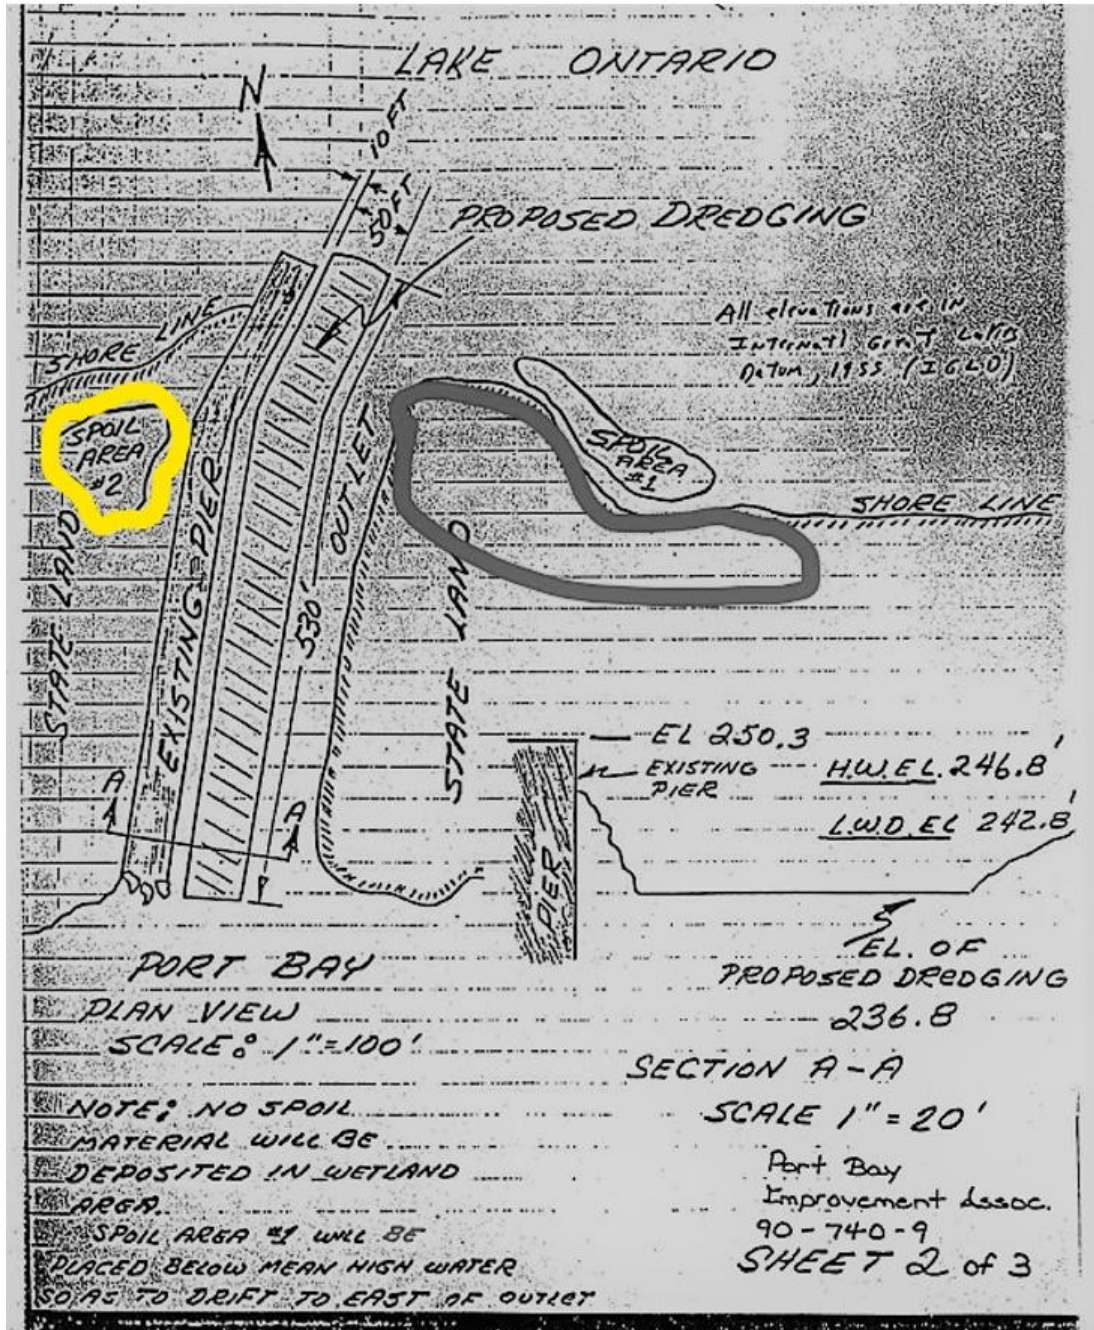 LAKE ONTARIO
N
10 FT
50 FT
PROPOSED DREDGING
SHORE LINE
All elevations are in
Internatl Great Lakes
Datum, 1955 (IGLD)
SPOIL
AREA
#2
SPOIL
AREA
#1
SHORE LINE
STATE LAND
EXISTING PIER
OUTLET
530'
STATE LAND
A
A
EL 250.3
EXISTING
PIER
H.W.EL. 246.8'
L.W.D. EL 242.8'
PIER
EL. OF
PROPOSED DREDGING
236.8
PORT BAY
PLAN VIEW
SCALE: 1"=100'
SECTION A-A
SCALE 1" = 20'
NOTE: NO SPOIL
MATERIAL WILL BE
DEPOSITED IN WETLAND
AREA.
SPOIL AREA #1 WILL BE
PLACED BELOW MEAN HIGH WATER
SO AS TO DRIFT TO EAST OF OUTLET
Port Bay
Improvement Assoc.
90-740-9
SHEET 2 of 3